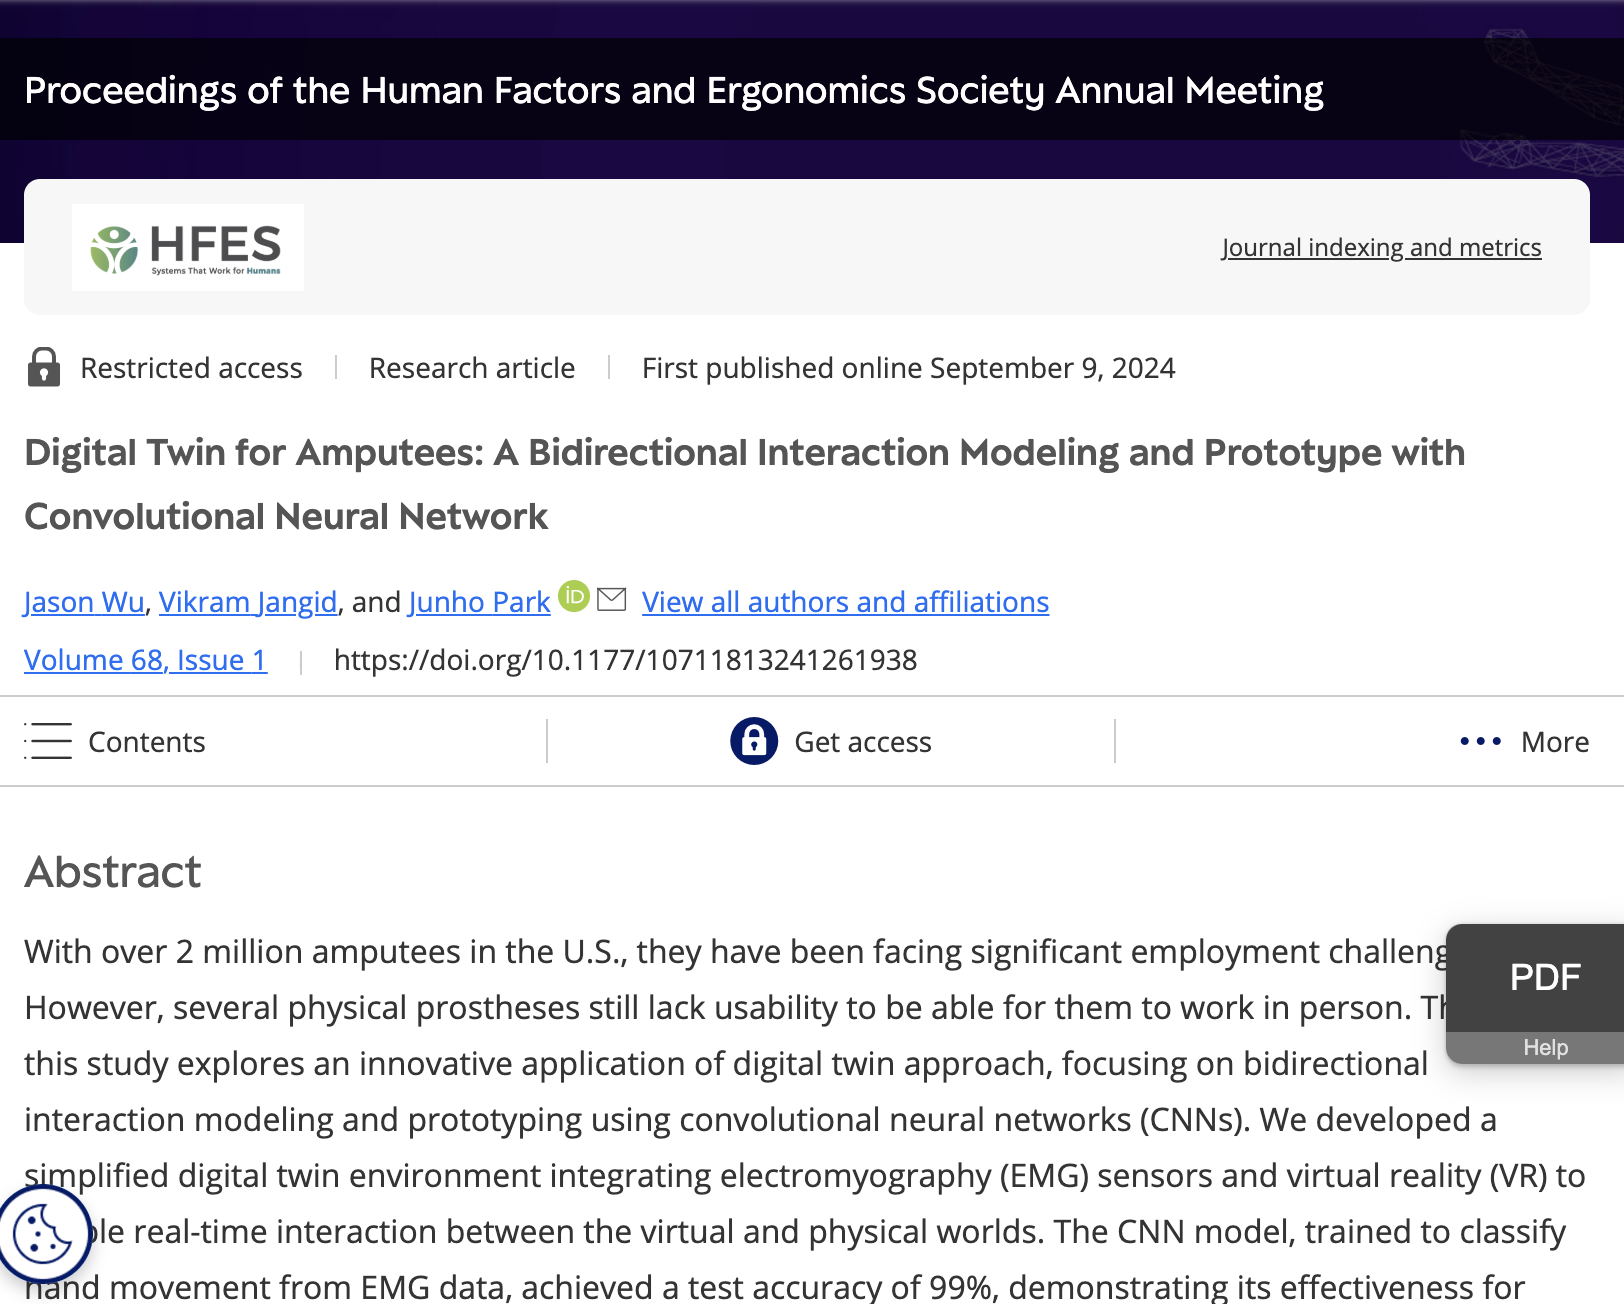 Proceedings of the Human Factors and Ergonomics Society Annual Meeting
HFES
Systems That Work for Humans
Journal indexing and metrics
Restricted access | Research article | First published online September 9, 2024
Digital Twin for Amputees: A Bidirectional Interaction Modeling and Prototype with
Convolutional Neural Network
Jason Wu, Vikram Jangid, and Junho Park iD View all authors and affiliations
Volume 68, Issue 1 | https://doi.org/10.1177/10711813241261938
Contents
Get access
More
Abstract
With over 2 million amputees in the U.S., they have been facing significant employment
However, several physical prostheses still lack usability to be able for them to work in person.
PDF
Help
this study explores an innovative application of digital twin approach, focusing on bidirectional
interaction modeling and prototyping using convolutional neural networks (CNNs). We developed a
simplified digital twin environment integrating electromyography (EMG) sensors and virtual reality (VR) to
real-time interaction between the virtual and physical worlds. The CNN model, trained to classify
hand movement from EMG data, achieved a test accuracy of 99%, demonstrating its effectiveness for